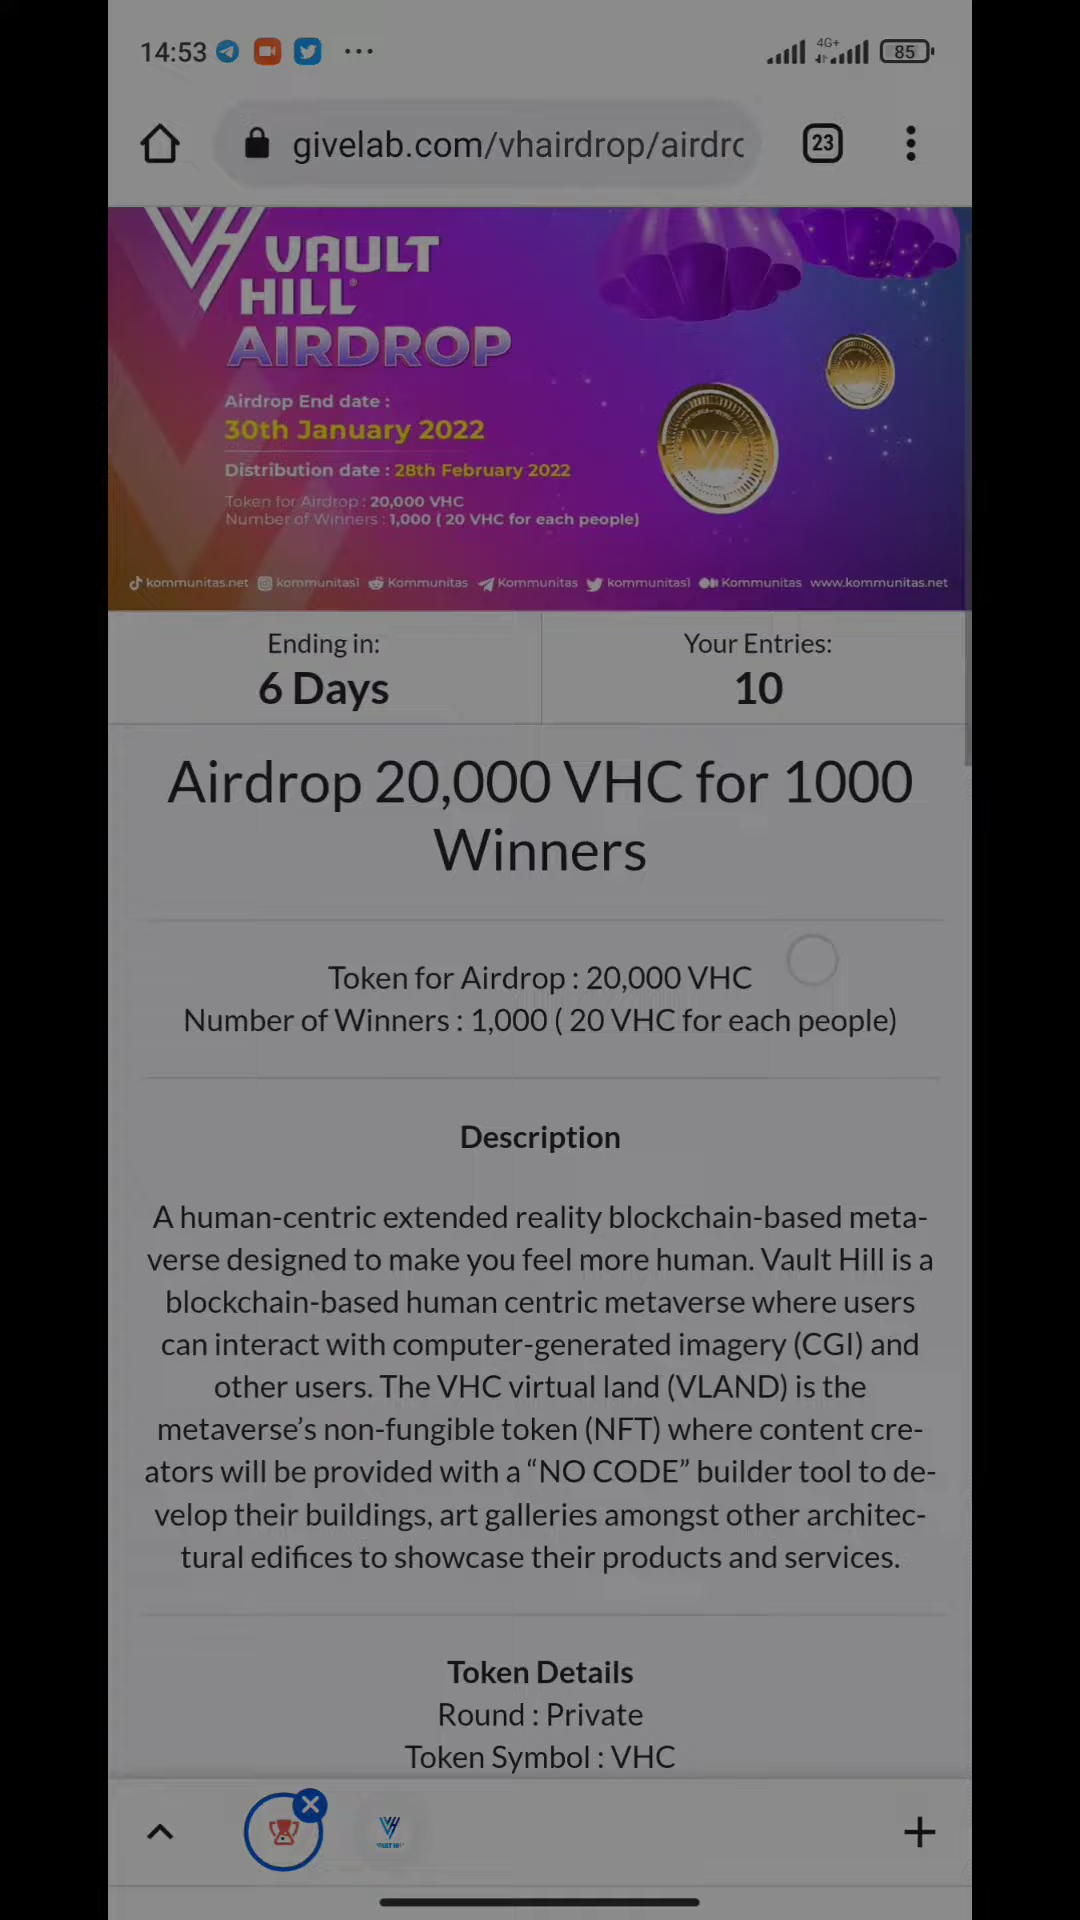 14:53
4G+
85
givelab.com/vhairdrop/airdrc
23
VAULT
HILL
AIRDROP
Airdrop End date :
30th January 2022
Distribution date : 28th February 2022
Token for Airdrop : 20,000 VHC
Number of Winners : 1,000 ( 20 VHC for each people)
kommunitas.net kommunitas1 Kommunitas Kommunitas kommunitas1 Kommunitas www.kommunitas.net
Ending in:
6 Days
Your Entries:
10
Airdrop 20,000 VHC for 1000
Winners
Token for Airdrop : 20,000 VHC
Number of Winners : 1,000 ( 20 VHC for each people)
Description
A human-centric extended reality blockchain-based meta-
verse designed to make you feel more human. Vault Hill is a
blockchain-based human centric metaverse where users
can interact with computer-generated imagery (CGI) and
other users. The VHC virtual land (VLAND) is the
metaverse’s non-fungible token (NFT) where content cre-
ators will be provided with a “NO CODE” builder tool to de-
velop their buildings, art galleries amongst other architec-
tural edifices to showcase their products and services.
Token Details
Round : Private
Token Symbol : VHC